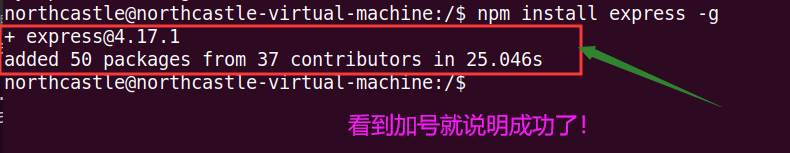 northcastle@northcastle-virtual-machine:/$ npm install express -g
+ express@4.17.1
added 50 packages from 37 contributors in 25.046s
northcastle@northcastle-virtual-machine:/$
看到加号就说明成功了!